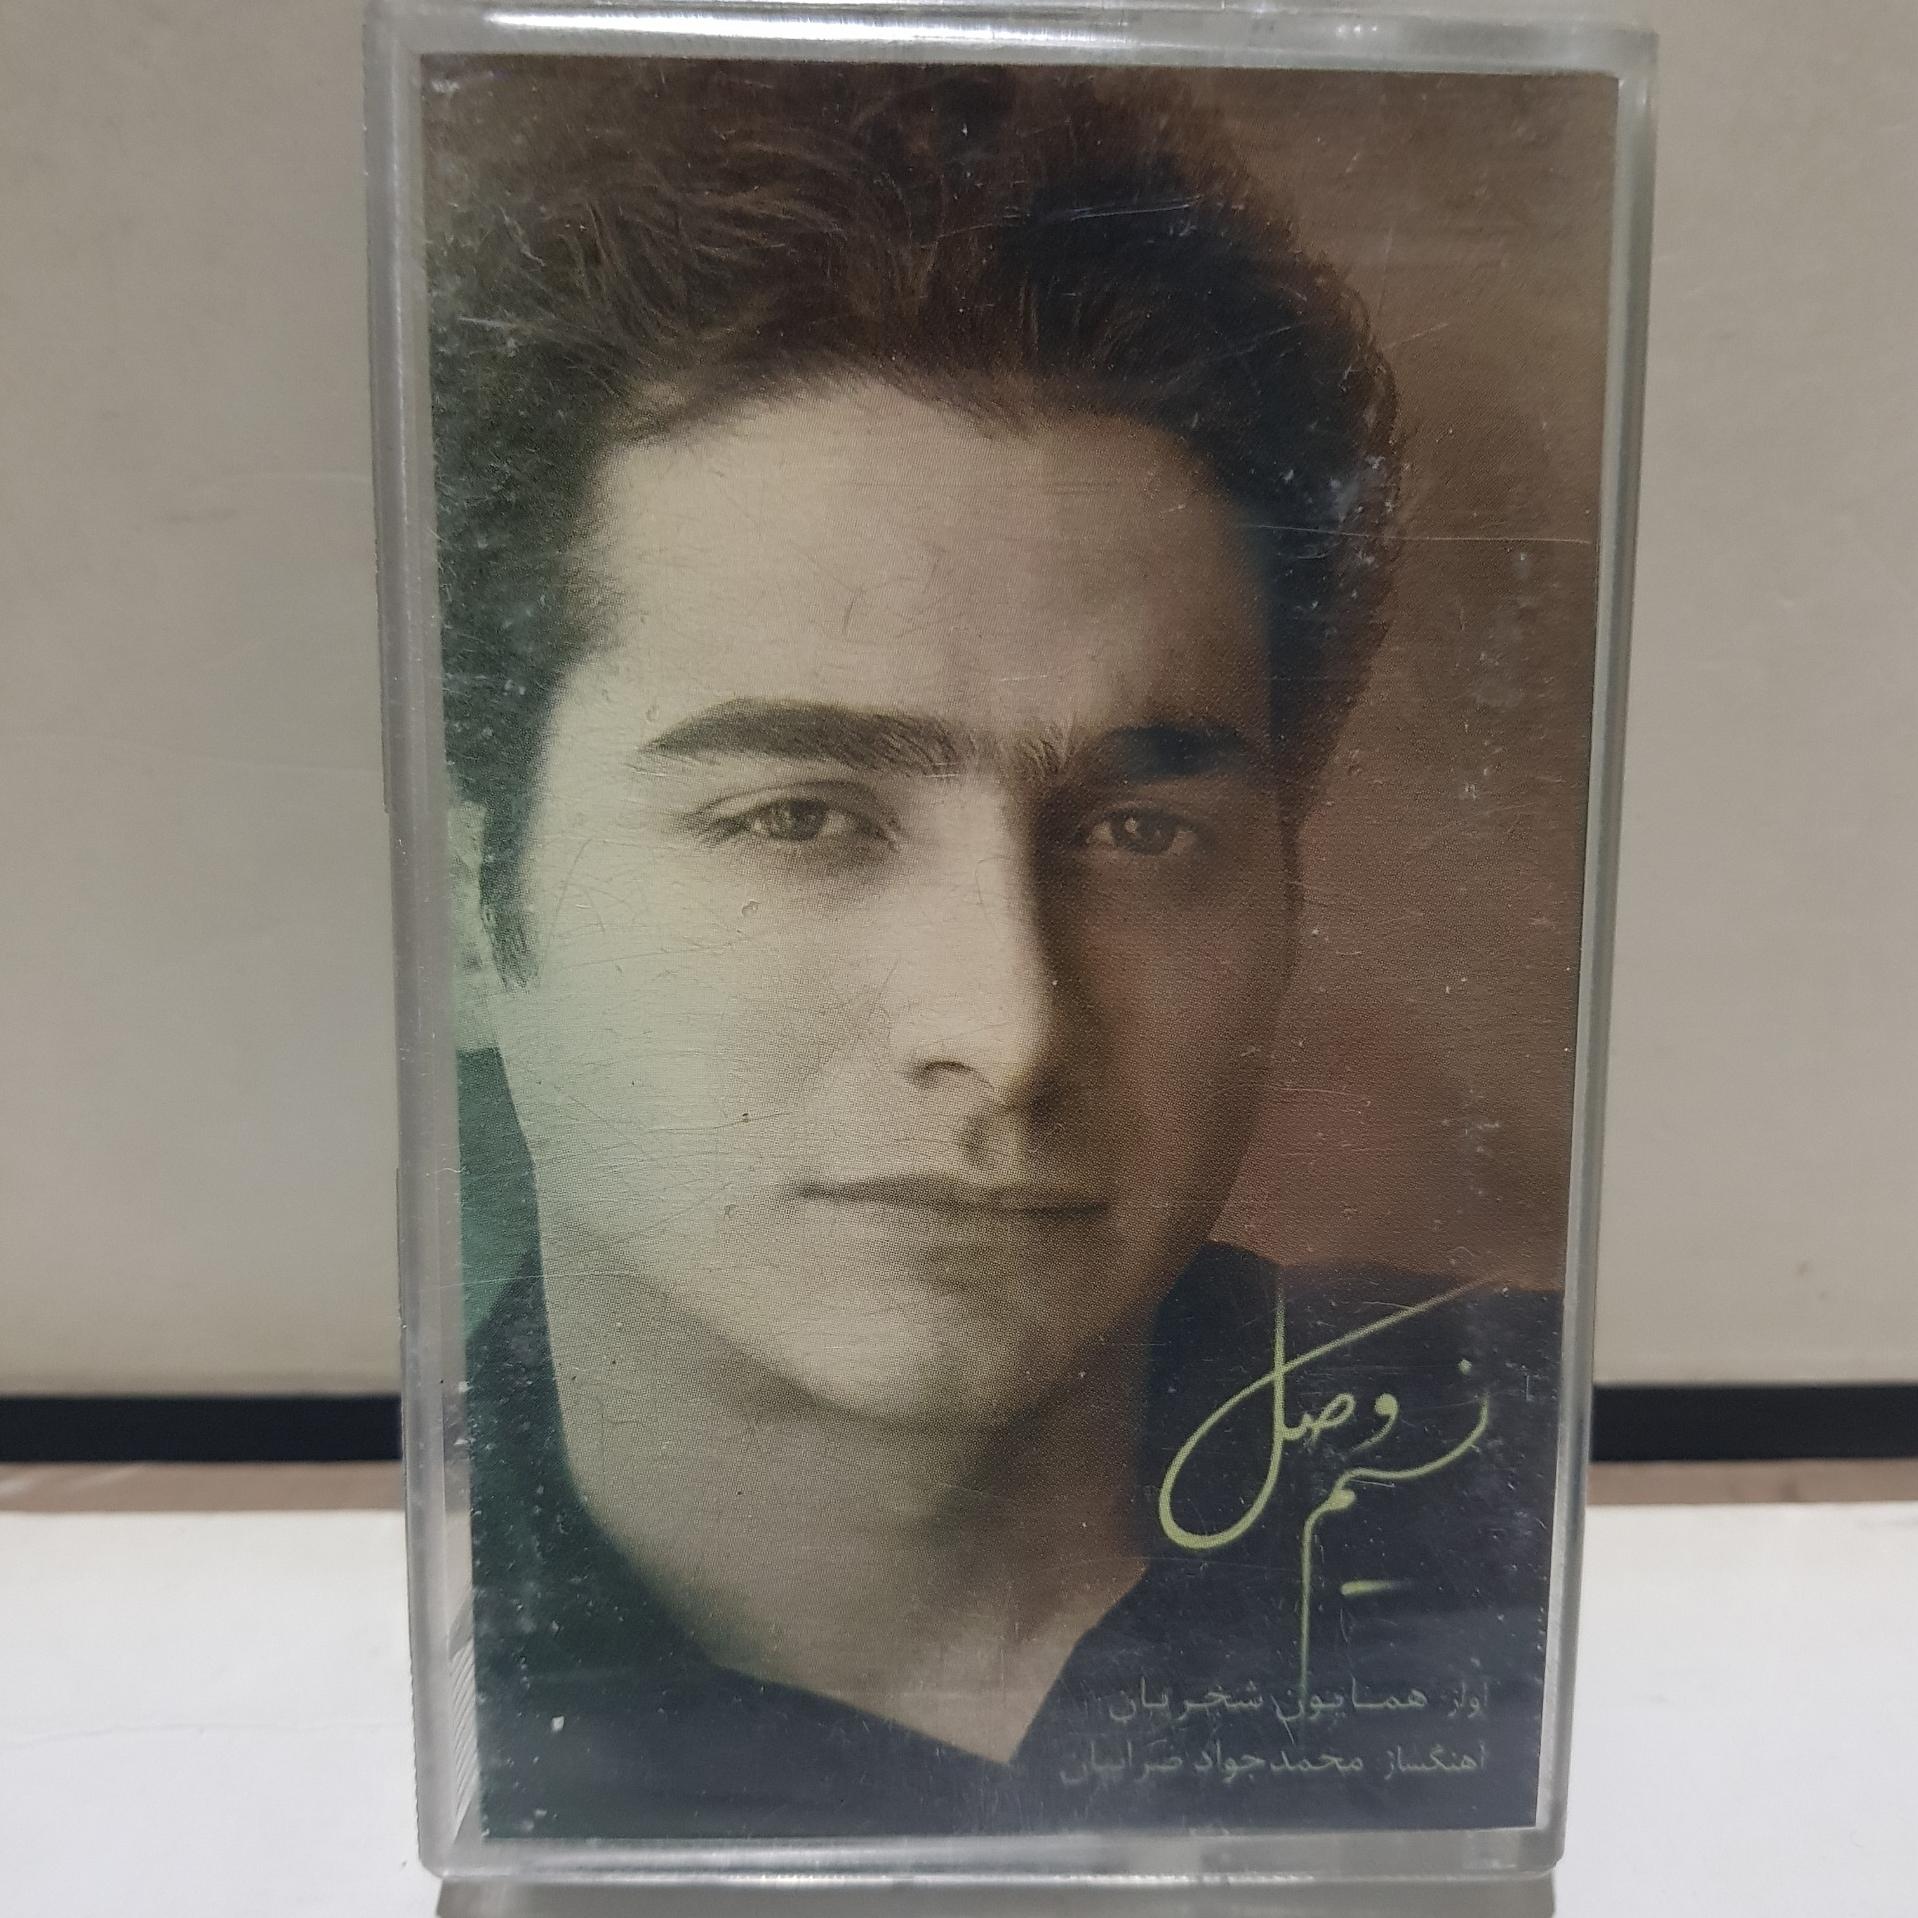 نسیم وصل
آواز همایون شجریان
آهنگساز محمدجواد ضرابیان